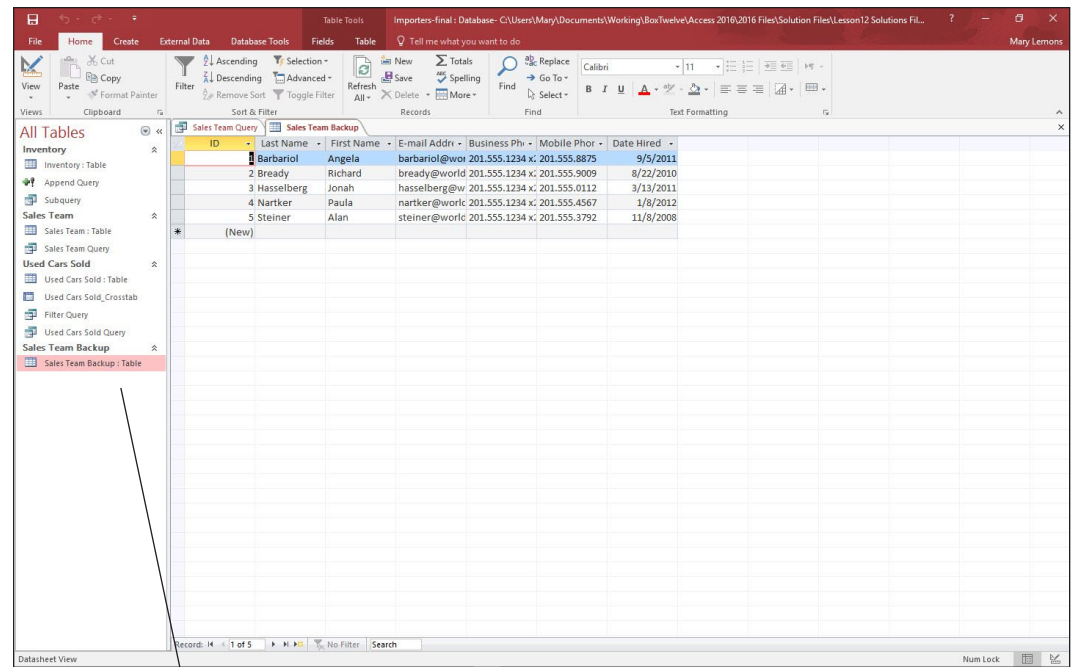 Table Tools Importers-final : Database- C:\Users\Mary\Documents\Working\BoxTwelve\Access 2016\2016 Files\Solution Files\Lesson12 Solutions Fil... ?
File Home Create External Data Database Tools Fields Table Tell me what you want to do Mary Lemons
Cut Ascending Selection New Totals Replace Calibri 11
Copy Descending Advanced Save Spelling Go To
View Paste Format Painter Filter Remove Sort Toggle Filter Refresh All Delete More Find Select B I U A
Views Clipboard Sort & Filter Records Find Text Formatting
All Tables
Inventory
Inventory : Table
Append Query
Subquery
Sales Team
Sales Team : Table
Sales Team Query
Used Cars Sold
Used Cars Sold : Table
Used Cars Sold_Crosstab
Filter Query
Used Cars Sold Query
Sales Team Backup
Sales Team Backup : Table
Sales Team Query Sales Team Backup
ID Last Name First Name E-mail Addr Business Ph Mobile Phor Date Hired
1 Barbariol Angela barbariol@wor 201.555.1234 x 201.555.8875 9/5/2011
2 Bready Richard bready@world 201.555.1234 x 201.555.9009 8/22/2010
3 Hasselberg Jonah hasselberg@w 201.555.1234 x 201.555.0112 3/13/2011
4 Nartker Paula nartker@world 201.555.1234 x 201.555.4567 1/8/2012
5 Steiner Alan steiner@world 201.555.1234 x 201.555.3792 11/8/2008
* (New)
Record: 1 of 5 No Filter Search
Datasheet View Num Lock